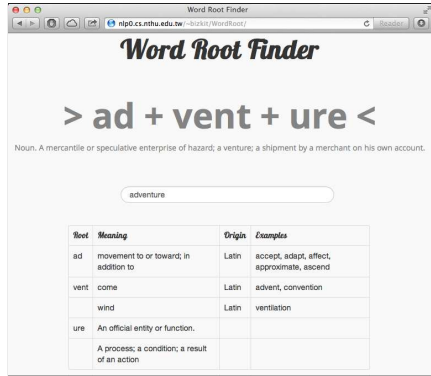 Word Root Finder
nlp0.cs.nthu.edu.tw/~bizkit/WordRoot/
Reader
Word Root Finder
> ad + vent + ure <
Noun. A mercantile or speculative enterprise of hazard; a venture; a shipment by a merchant on his own account.
adventure
Root Meaning Origin Examples
ad movement to or toward; in Latin accept, adapt, affect,
addition to approximate, ascend
vent come Latin advent, convention
wind Latin ventilation
ure An official entity or function.
A process; a condition; a result
of an action